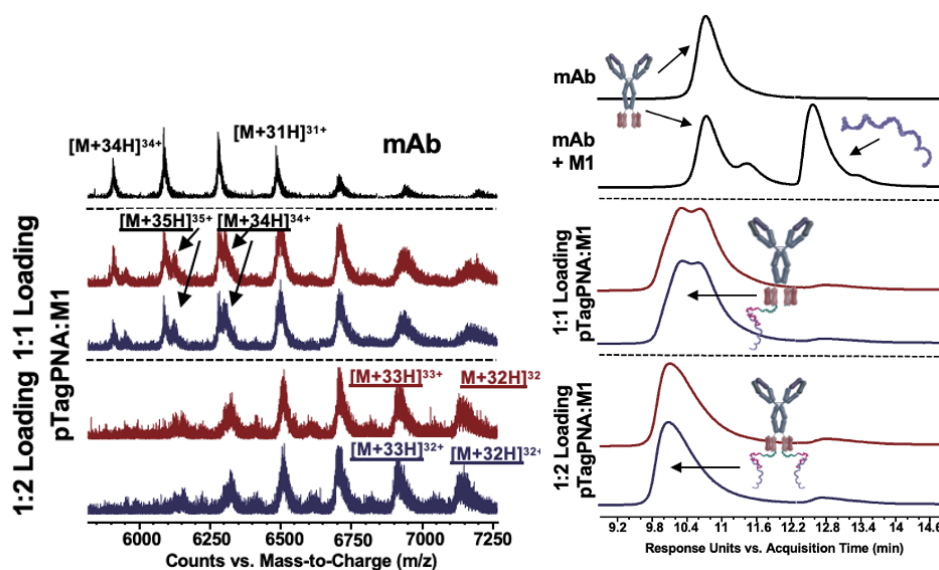 [M+34H]34+
[M+31H]31+
mAb
[M+35H]35+
[M+34H]34+
1:2 Loading 1:1 Loading
pTagPNA:M1
[M+33H]33+
M+32H]32
[M+33H]32+
[M+32H]32+
6000 6250 6500 6750 7000 7250
Counts vs. Mass-to-Charge (m/z)
mAb
mAb
+ M1
1:1 Loading
pTagPNA:M1
1:2 Loading
pTagPNA:M1
9.2 9.8 10.4 11 11.6 12.2 12.8 13.4 14 14.6
Response Units vs. Acquisition Time (min)